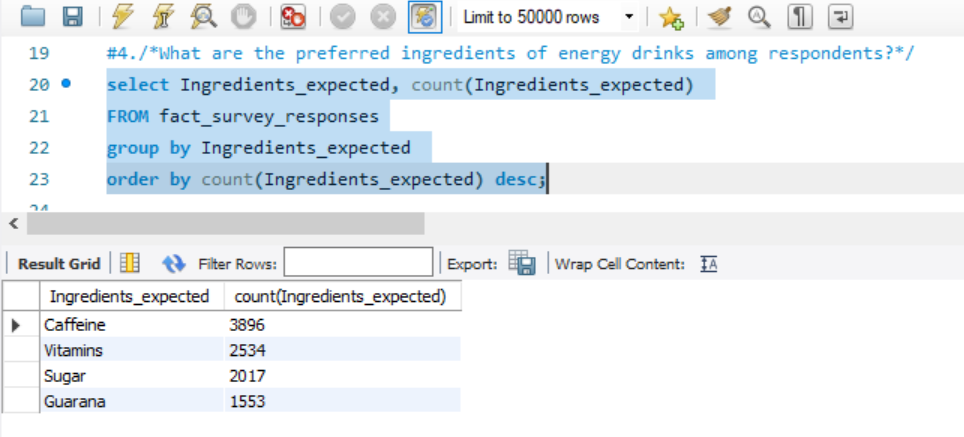 Limit to 50000 rows
19 #4./*What are the preferred ingredients of energy drinks among respondents?*/
20 select Ingredients_expected, count(Ingredients_expected)
21 FROM fact_survey_responses
22 group by Ingredients_expected
23 order by count(Ingredients_expected) desc;
24
Result Grid Filter Rows: Export: Wrap Cell Content: IA
Ingredients_expected count(Ingredients_expected)
Caffeine 3896
Vitamins 2534
Sugar 2017
Guarana 1553